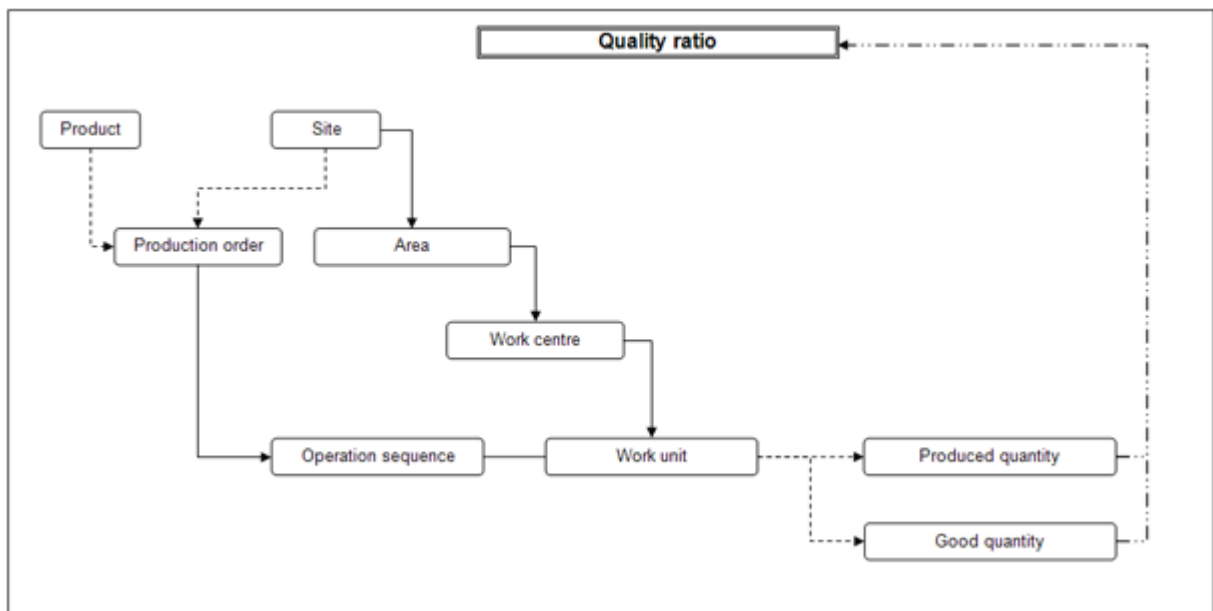 Quality ratio
Product
Site
Production order
Area
Work centre
Operation sequence
Work unit
Produced quantity
Good quantity